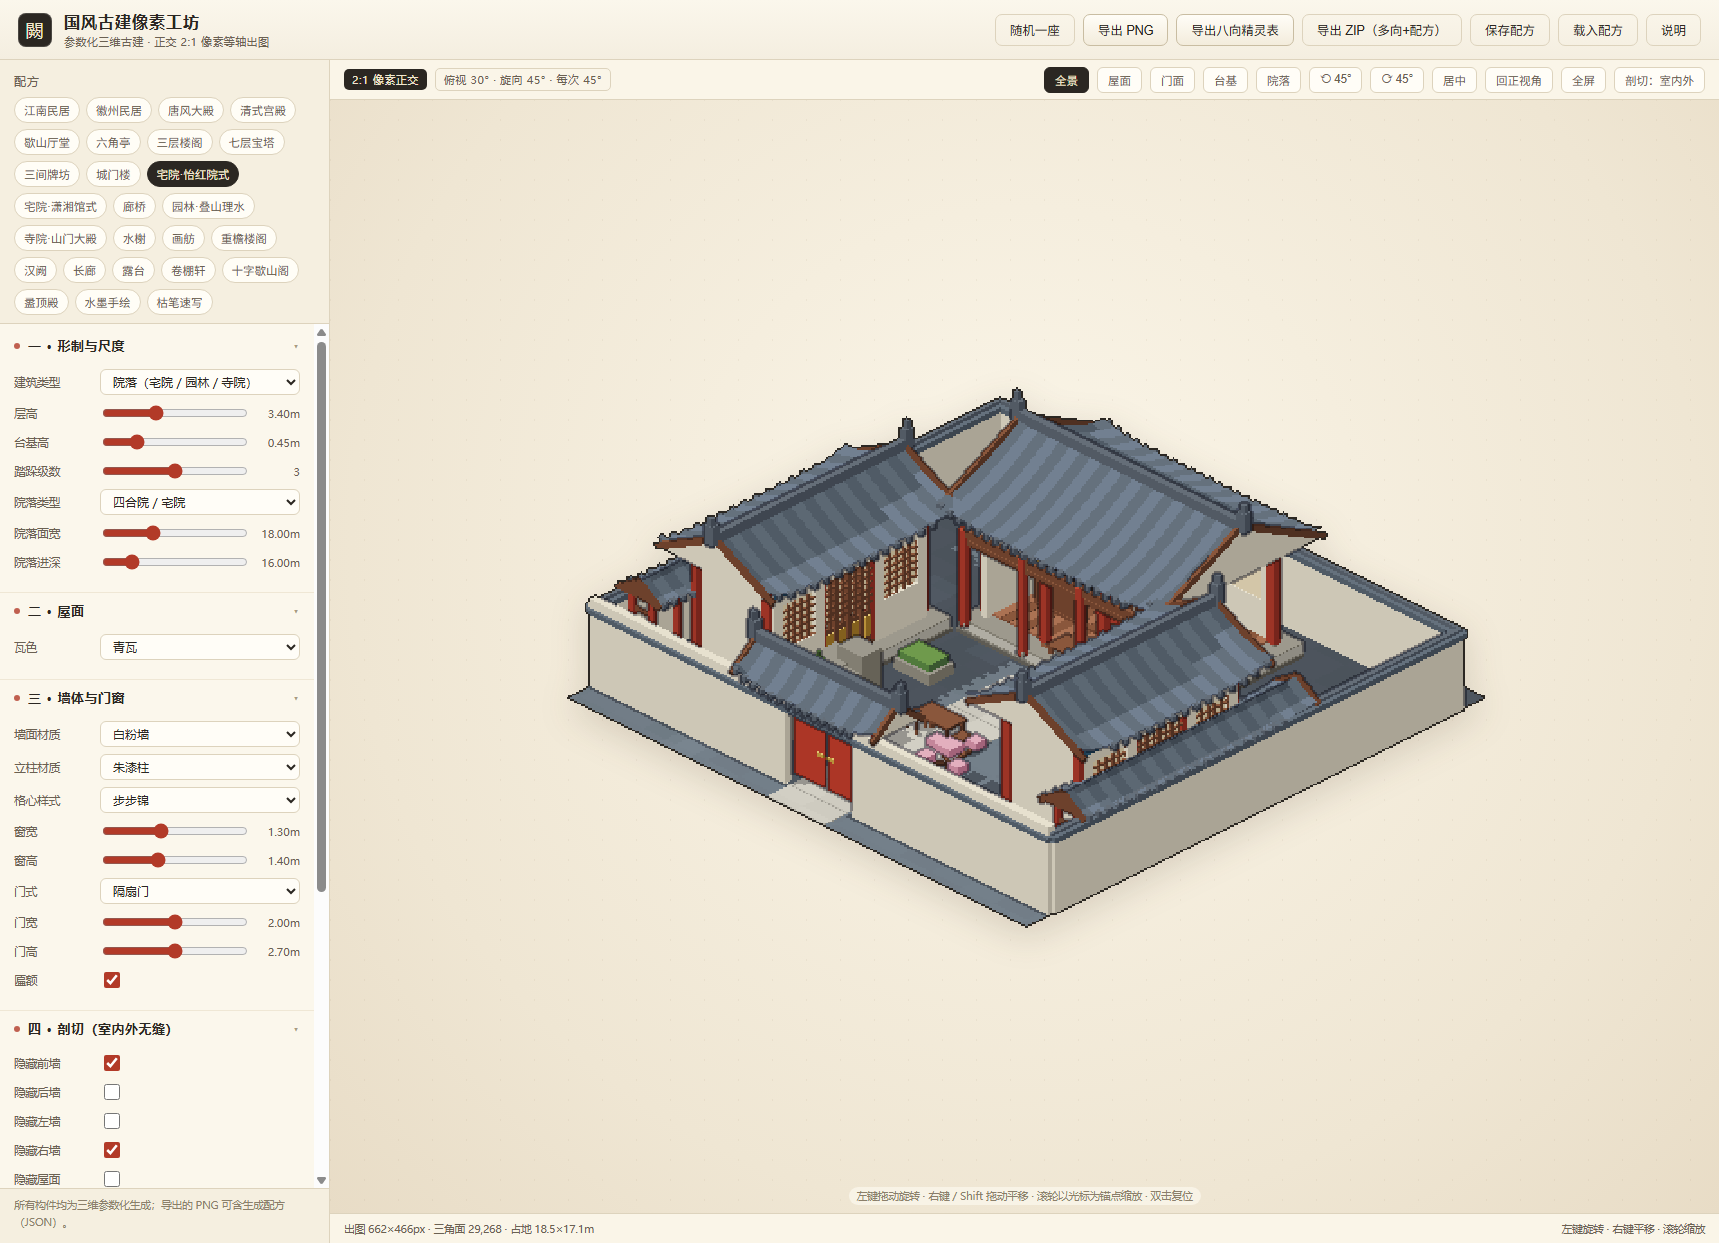 闕
国风古建像素工坊
参数化三维古建 · 正交 2:1 像素等轴出图
随机一座
导出 PNG
导出八向精灵表
导出 ZIP（多向+配方）
保存配方
载入配方
说明
配方
江南民居
徽州民居
唐风大殿
清式宫殿
歇山厅堂
六角亭
三层楼阁
七层宝塔
三间牌坊
城门楼
宅院·怡红院式
宅院·潇湘馆式
廊桥
园林·叠山理水
寺院·山门大殿
水榭
画舫
重檐楼阁
汉阙
长廊
露台
卷棚轩
十字歇山阁
盝顶殿
水墨手绘
枯笔速写
2:1 像素正交
俯视 30° · 旋向 45° · 每次 45°
全景
屋面
门面
台基
院落
⟲ 45°
⟳ 45°
居中
回正视角
全屏
剖切：室内外
一 • 形制与尺度
建筑类型
院落（宅院 / 园林 / 寺院）
层高
3.40m
台基高
0.45m
踏跺级数
3
院落类型
四合院 / 宅院
院落面宽
18.00m
院落进深
16.00m
二 • 屋面
瓦色
青瓦
三 • 墙体与门窗
墙面材质
白粉墙
立柱材质
朱漆柱
格心样式
步步锦
窗宽
1.30m
窗高
1.40m
门式
隔扇门
门宽
2.00m
门高
2.70m
匾额
四 • 剖切（室内外无缝）
隐藏前墙
隐藏后墙
隐藏左墙
隐藏右墙
隐藏屋面
所有构件均为三维参数化生成；导出的 PNG 可含生成配方
（JSON）。
左键拖动旋转 · 右键 / Shift 拖动平移 · 滚轮以光标为锚点缩放 · 双击复位
出图 662×466px · 三角面 29,268 · 占地 18.5×17.1m
左键旋转 · 右键平移 · 滚轮缩放